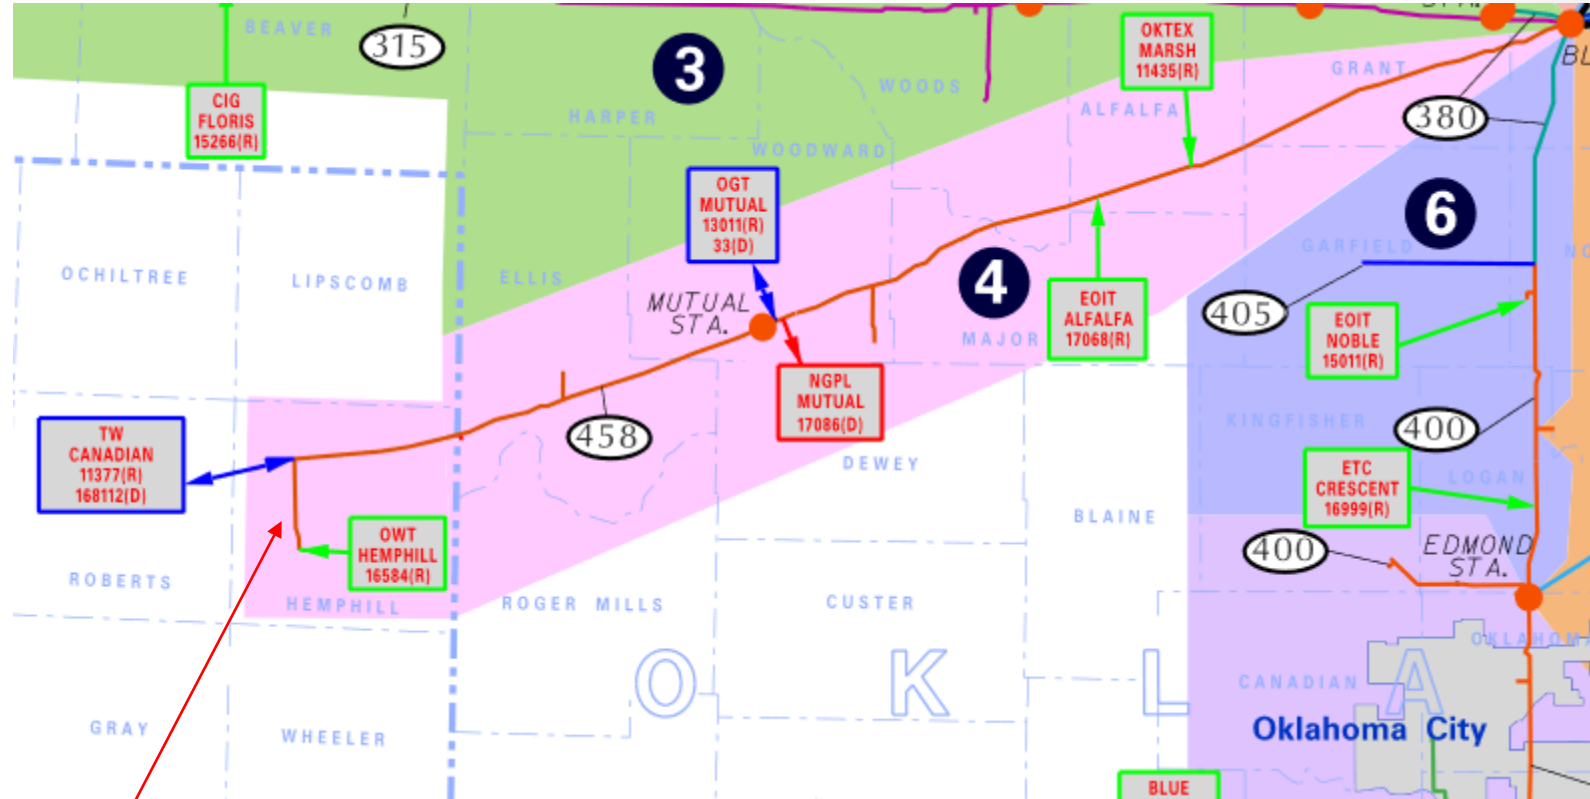 BEAVER
315
CIG
FLORIS
15266(R)
3
HARPER
WOODS
WOODWARD
OKTEX
MARSH
11435(R)
ALFALFA
GRANT
380
OCHILTREE
LIPSCOMB
ELLIS
OGT
MUTUAL
13011(R)
33(D)
MUTUAL
STA.
4
MAJOR
EOIT
ALFALFA
17068(R)
6
GARFIELD
405
EOIT
NOBLE
15011(R)
NGPL
MUTUAL
17086(D)
458
DEWEY
BLAINE
KINGFISHER
400
LOGAN
ETC
CRESCENT
16999(R)
400
EDMOND
STA.
TW
CANADIAN
11377(R)
168112(D)
OWT
HEMPHILL
16584(R)
ROBERTS
HEMPHILL
ROGER MILLS
CUSTER
OKLAHOMA
GRAY
WHEELER
O K L A
CANADIAN
Oklahoma City
BLUE